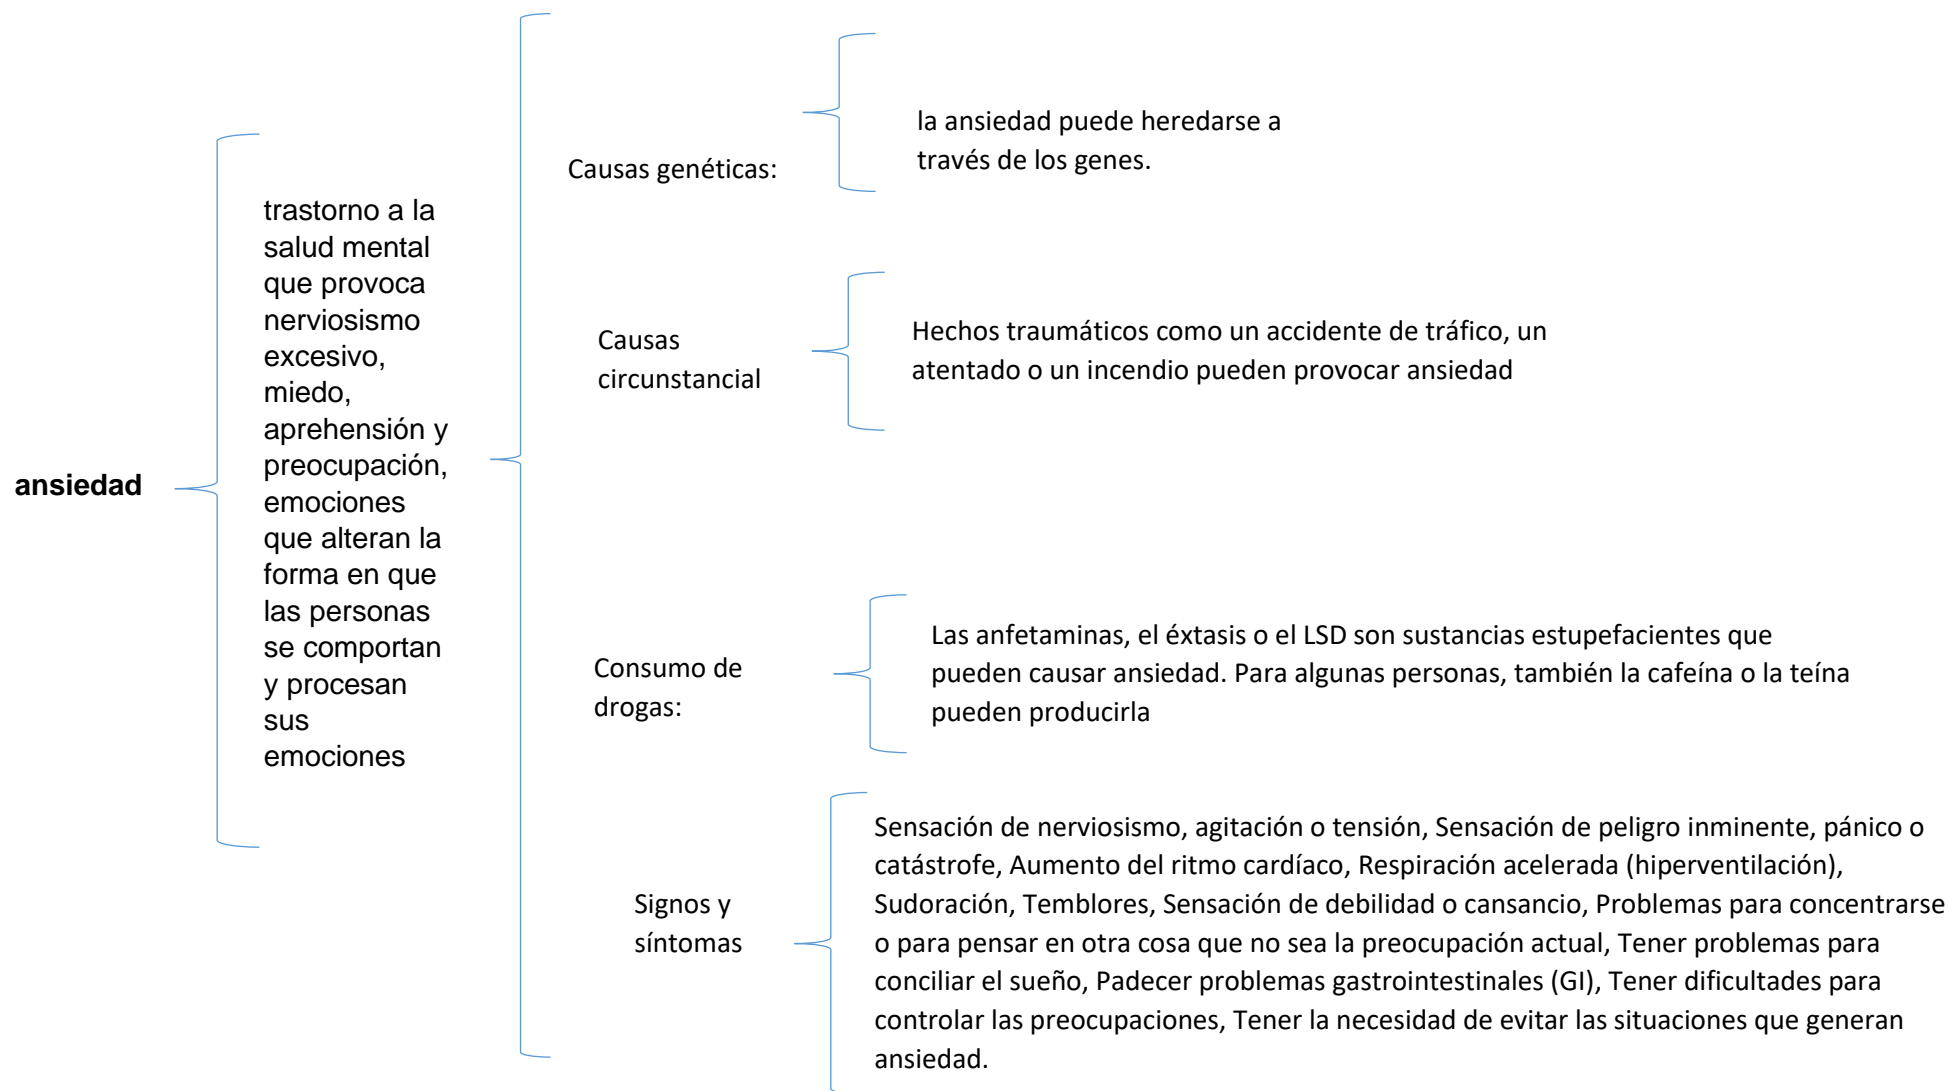 ansiedad
trastorno a la
salud mental
que provoca
nerviosismo
excesivo,
miedo,
aprehensión y
preocupación,
emociones
que alteran la
forma en que
las personas
se comportan
y procesan
sus
emociones
Causas genéticas:
la ansiedad puede heredarse a
través de los genes.
Causas
circunstancial
Hechos traumáticos como un accidente de tráfico, un
atentado o un incendio pueden provocar ansiedad
Consumo de
drogas:
Las anfetaminas, el éxtasis o el LSD son sustancias estupefacientes que
pueden causar ansiedad. Para algunas personas, también la cafeína o la teína
pueden producirla
Signos y
síntomas
Sensación de nerviosismo, agitación o tensión, Sensación de peligro inminente, pánico o
catástrofe, Aumento del ritmo cardíaco, Respiración acelerada (hiperventilación),
Sudoración, Temblores, Sensación de debilidad o cansancio, Problemas para concentrarse
o para pensar en otra cosa que no sea la preocupación actual, Tener problemas para
conciliar el sueño, Padecer problemas gastrointestinales (GI), Tener dificultades para
controlar las preocupaciones, Tener la necesidad de evitar las situaciones que generan
ansiedad.